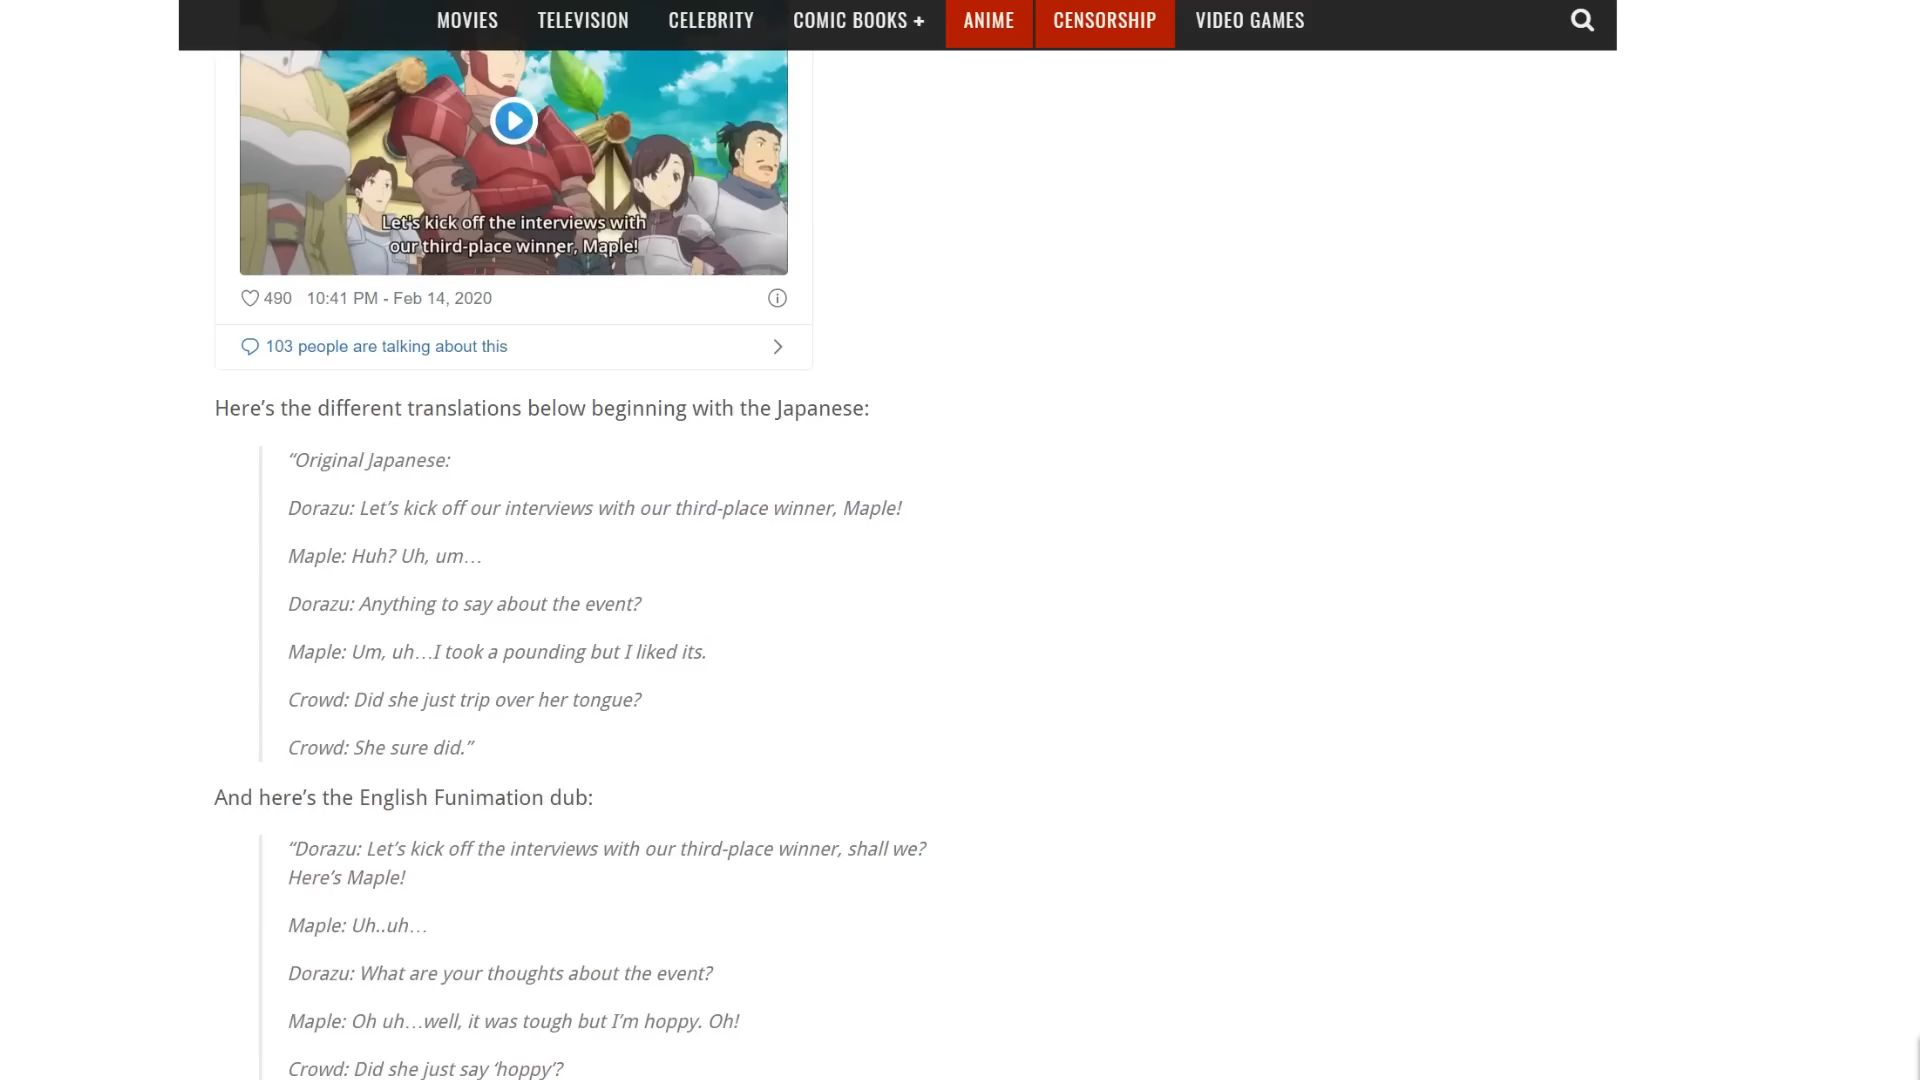 MOVIES TELEVISION CELEBRITY COMIC BOOKS + ANIME CENSORSHIP VIDEO GAMES
Let's kick off the interviews with
our third-place winner, Maple!
490 10:41 PM - Feb 14, 2020
103 people are talking about this
Here’s the different translations below beginning with the Japanese:
“Original Japanese:
Dorazu: Let’s kick off our interviews with our third-place winner, Maple!
Maple: Huh? Uh, um…
Dorazu: Anything to say about the event?
Maple: Um, uh…I took a pounding but I liked its.
Crowd: Did she just trip over her tongue?
Crowd: She sure did.”
And here’s the English Funimation dub:
“Dorazu: Let’s kick off the interviews with our third-place winner, shall we?
Here’s Maple!
Maple: Uh..uh…
Dorazu: What are your thoughts about the event?
Maple: Oh uh…well, it was tough but I’m hoppy. Oh!
Crowd: Did she just say ‘hoppy’?